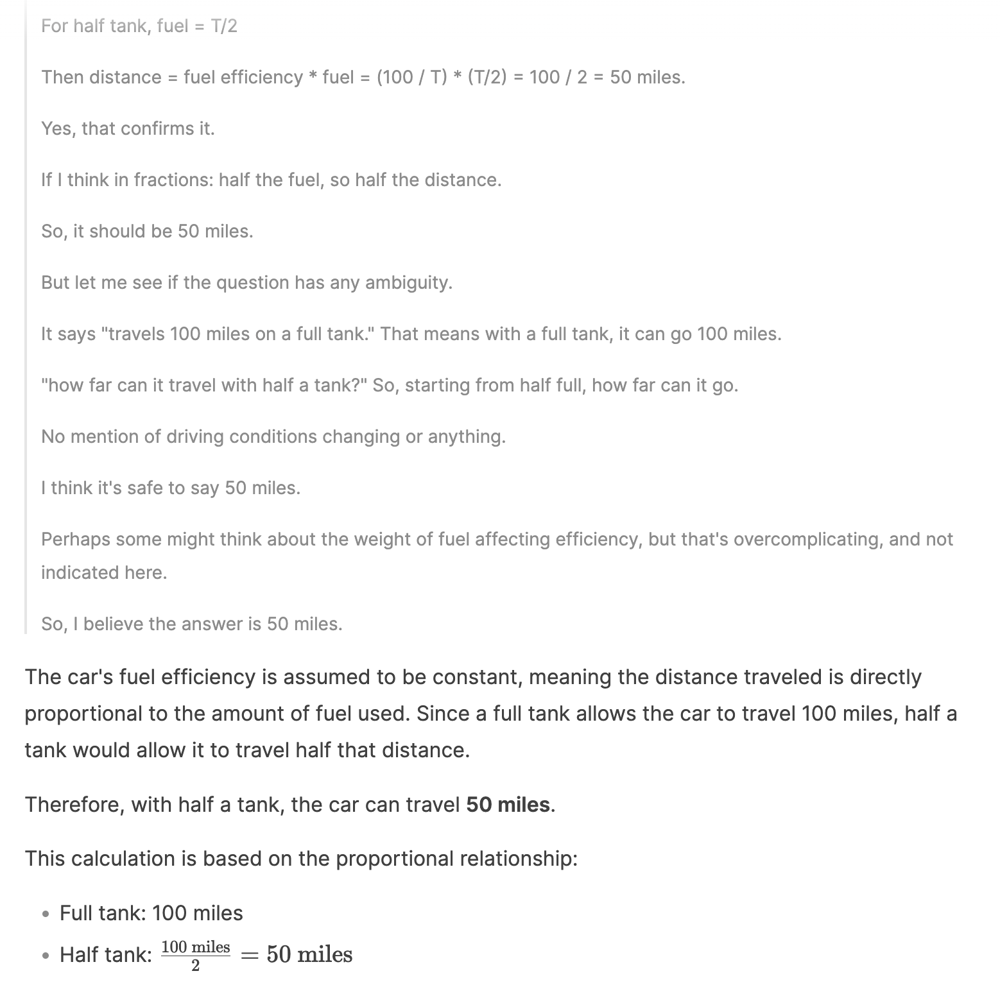 For half tank, fuel = T/2
Then distance = fuel efficiency * fuel = (100 / T) * (T/2) = 100 / 2 = 50 miles.
Yes, that confirms it.
If I think in fractions: half the fuel, so half the distance.
So, it should be 50 miles.
But let me see if the question has any ambiguity.
It says "travels 100 miles on a full tank." That means with a full tank, it can go 100 miles.
"how far can it travel with half a tank?" So, starting from half full, how far can it go.
No mention of driving conditions changing or anything.
I think it's safe to say 50 miles.
Perhaps some might think about the weight of fuel affecting efficiency, but that's overcomplicating, and not
indicated here.
So, I believe the answer is 50 miles.
The car's fuel efficiency is assumed to be constant, meaning the distance traveled is directly
proportional to the amount of fuel used. Since a full tank allows the car to travel 100 miles, half a
tank would allow it to travel half that distance.
Therefore, with half a tank, the car can travel 50 miles.
This calculation is based on the proportional relationship:
• Full tank: 100 miles
• Half tank: \frac{100 miles}{2} = 50 miles